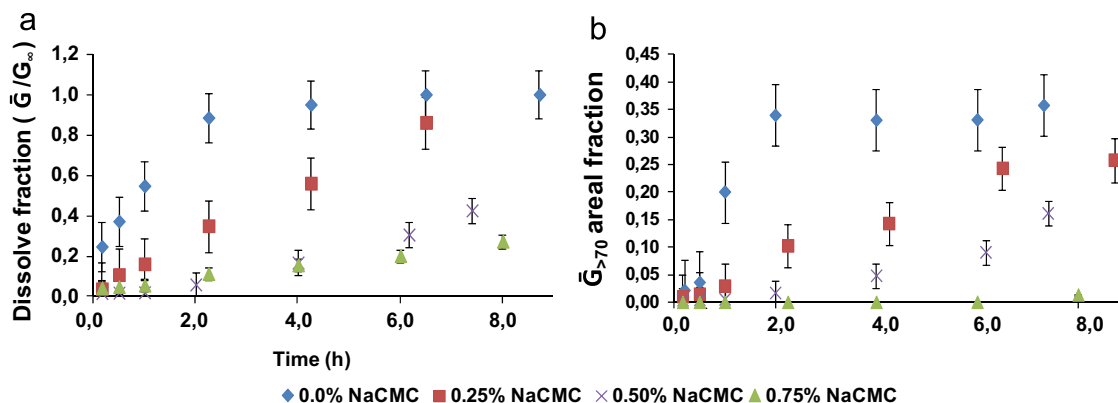 a
b
1,2
1,0
0,8
0,6
0,4
0,2
0,0
Dissolve fraction ( Ḡ /G∞)
0,0 2,0 4,0 6,0 8,0
Time (h)
0,45
0,40
0,35
0,30
0,25
0,20
0,15
0,10
0,05
0,00
Ḡ>70 areal fraction
0,0 2,0 4,0 6,0 8,0
0.0% NaCMC 0.25% NaCMC 0.50% NaCMC 0.75% NaCMC